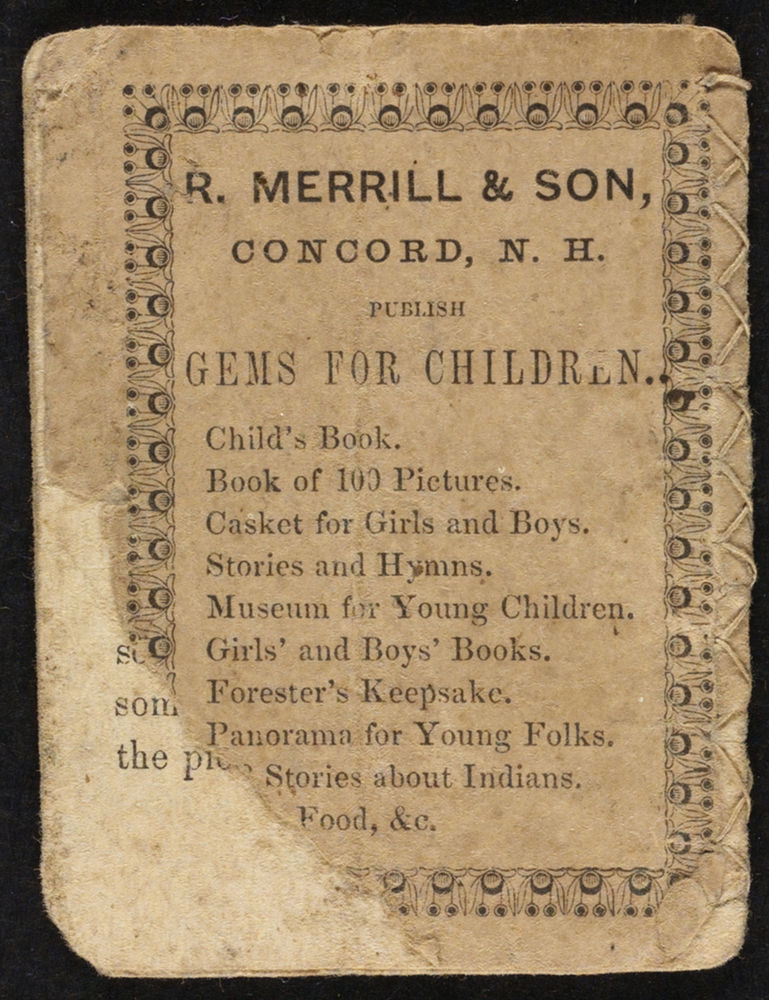 R. MERRILL & SON,
CONCORD, N. H.
PUBLISH
GEMS FOR CHILDREN.
Child's Book.
Book of 100 Pictures.
Casket for Girls and Boys.
Stories and Hymns.
Museum for Young Children.
Girls' and Boys' Books.
Forester's Keepsake.
Panorama for Young Folks.
Stories about Indians.
Food, &c.
som
the